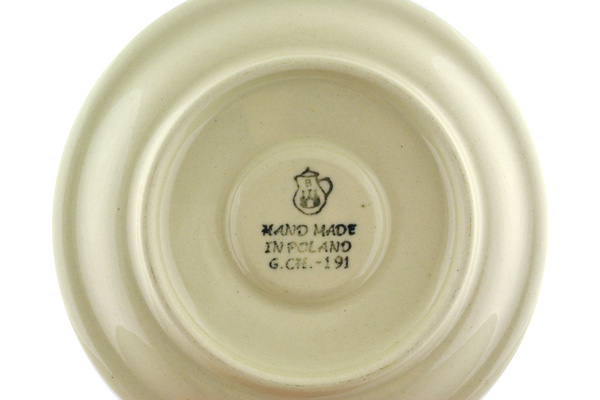 B
HAND MADE
IN POLAND
G.CH.-191